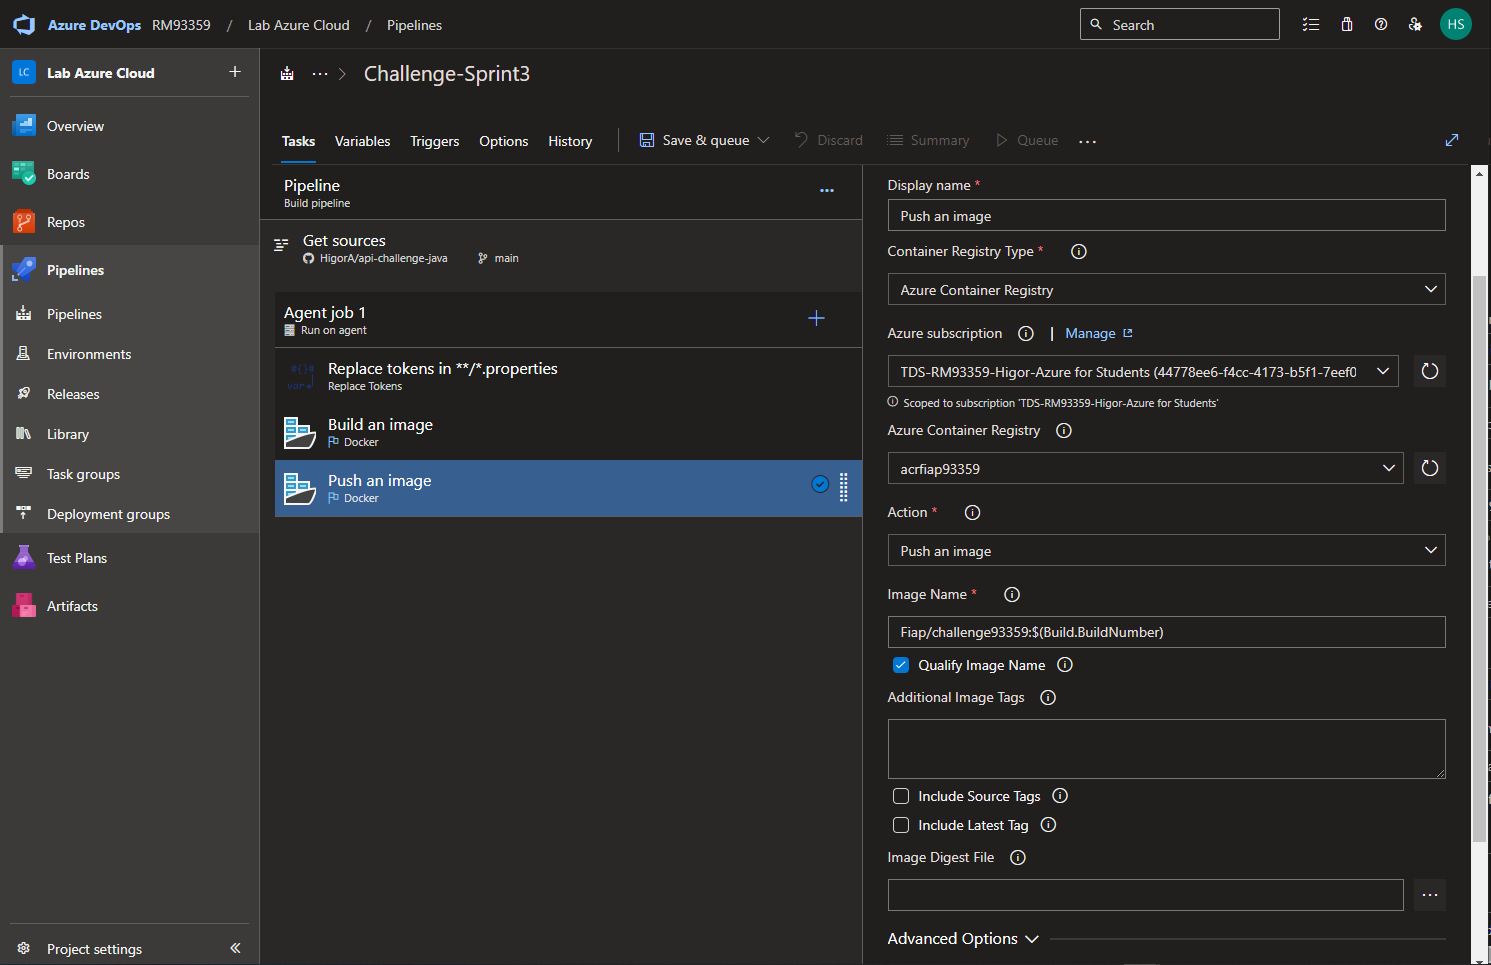 Azure DevOps RM93359 / Lab Azure Cloud / Pipelines
Search
HS
LC Lab Azure Cloud +
Overview
Boards
Repos
Pipelines
Pipelines
Environments
Releases
Library
Task groups
Deployment groups
Test Plans
Artifacts
Project settings
··· > Challenge-Sprint3
Tasks Variables Triggers Options History Save & queue Discard Summary Queue ···
Pipeline
Build pipeline
Get sources
HigorA/api-challenge-java main
Agent job 1
Run on agent
Replace tokens in **/*.properties
Replace Tokens
Build an image
Docker
Push an image
Docker
Display name *
Push an image
Container Registry Type *
Azure Container Registry
Azure subscription | Manage
TDS-RM93359-Higor-Azure for Students (44778ee6-f4cc-4173-b5f1-7eef0
Scoped to subscription 'TDS-RM93359-Higor-Azure for Students'
Azure Container Registry
acrfiap93359
Action *
Push an image
Image Name *
Fiap/challenge93359:$(Build.BuildNumber)
Qualify Image Name
Additional Image Tags
Include Source Tags
Include Latest Tag
Image Digest File
···
Advanced Options